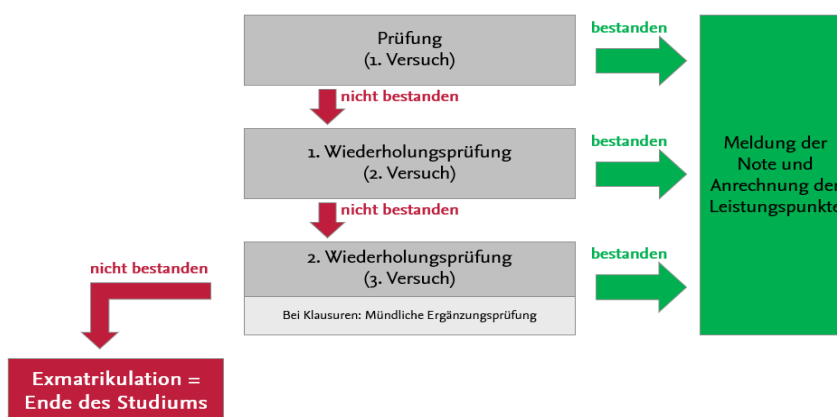 Prüfung
(1. Versuch)
bestanden
nicht bestanden
1. Wiederholungsprüfung
(2. Versuch)
bestanden
Meldung der
Note und
Anrechnung der
Leistungspunkte
nicht bestanden
2. Wiederholungsprüfung
(3. Versuch)
bestanden
nicht bestanden
Bei Klausuren: Mündliche Ergänzungsprüfung
Exmatrikulation =
Ende des Studiums